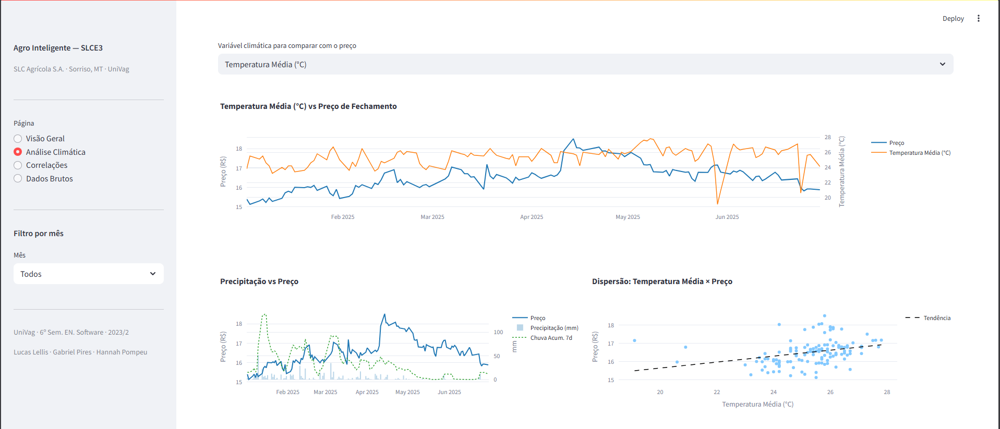 Deploy
Agro Inteligente — SLCE3
SLC Agrícola S.A. · Sorriso, MT · UniVag
Página
Visão Geral
Análise Climática
Correlações
Dados Brutos
Filtro por mês
Mês
Todos
UniVag · 6º Sem. EN. Software · 2023/2
Lucas Lellis · Gabriel Pires · Hannah Pompeu
Variável climática para comparar com o preço
Temperatura Média (°C)
Temperatura Média (°C) vs Preço de Fechamento
Preço (R$)
18
17
16
15
Feb 2025
Mar 2025
Apr 2025
May 2025
Jun 2025
28
26
24
22
20
Temperatura Média (°C)
Preço
Temperatura Média (°C)
Precipitação vs Preço
Preço (R$)
18
17
16
15
Feb 2025
Mar 2025
Apr 2025
May 2025
Jun 2025
100
50
0
mm
Preço
Precipitação (mm)
Chuva Acum. 7d
Dispersão: Temperatura Média × Preço
Preço (R$)
18
17
16
15
20
22
24
26
28
Temperatura Média (°C)
Tendência